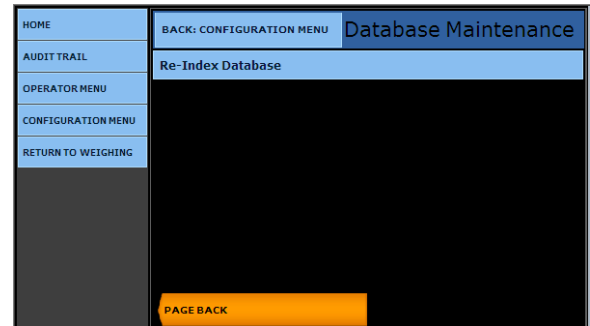 HOME
AUDIT TRAIL
OPERATOR MENU
CONFIGURATION MENU
RETURN TO WEIGHING
BACK: CONFIGURATION MENU
Database Maintenance
Re-Index Database
PAGE BACK